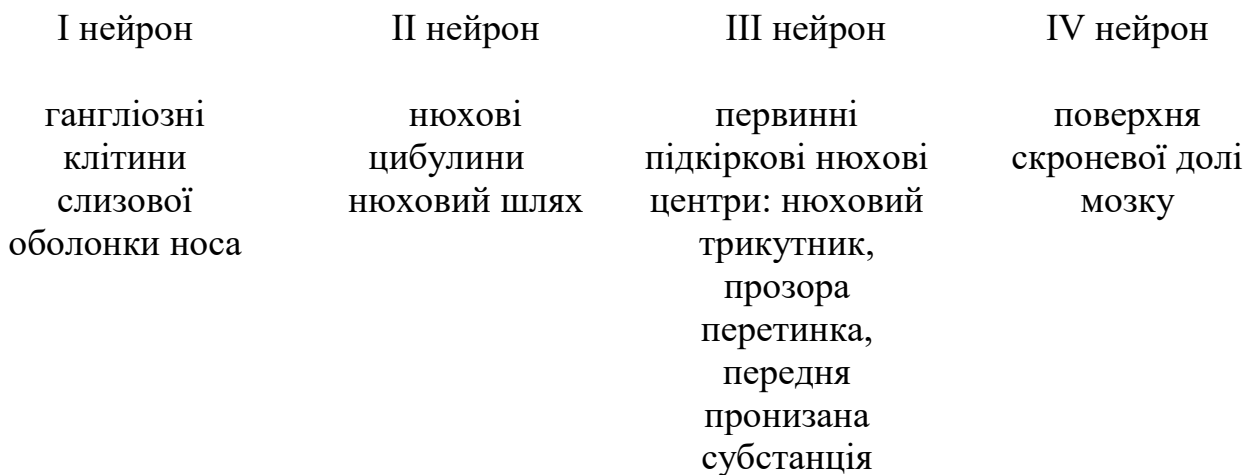 I нейрон II нейрон III нейрон IV нейрон
гангліозні нюхові первинні поверхня
клітини цибулини підкіркові нюхові скроневої долі
слизової нюховий шлях центри: нюховий мозку
оболонки носа трикутник,
прозора
перетинка,
передня
пронизана
субстанція